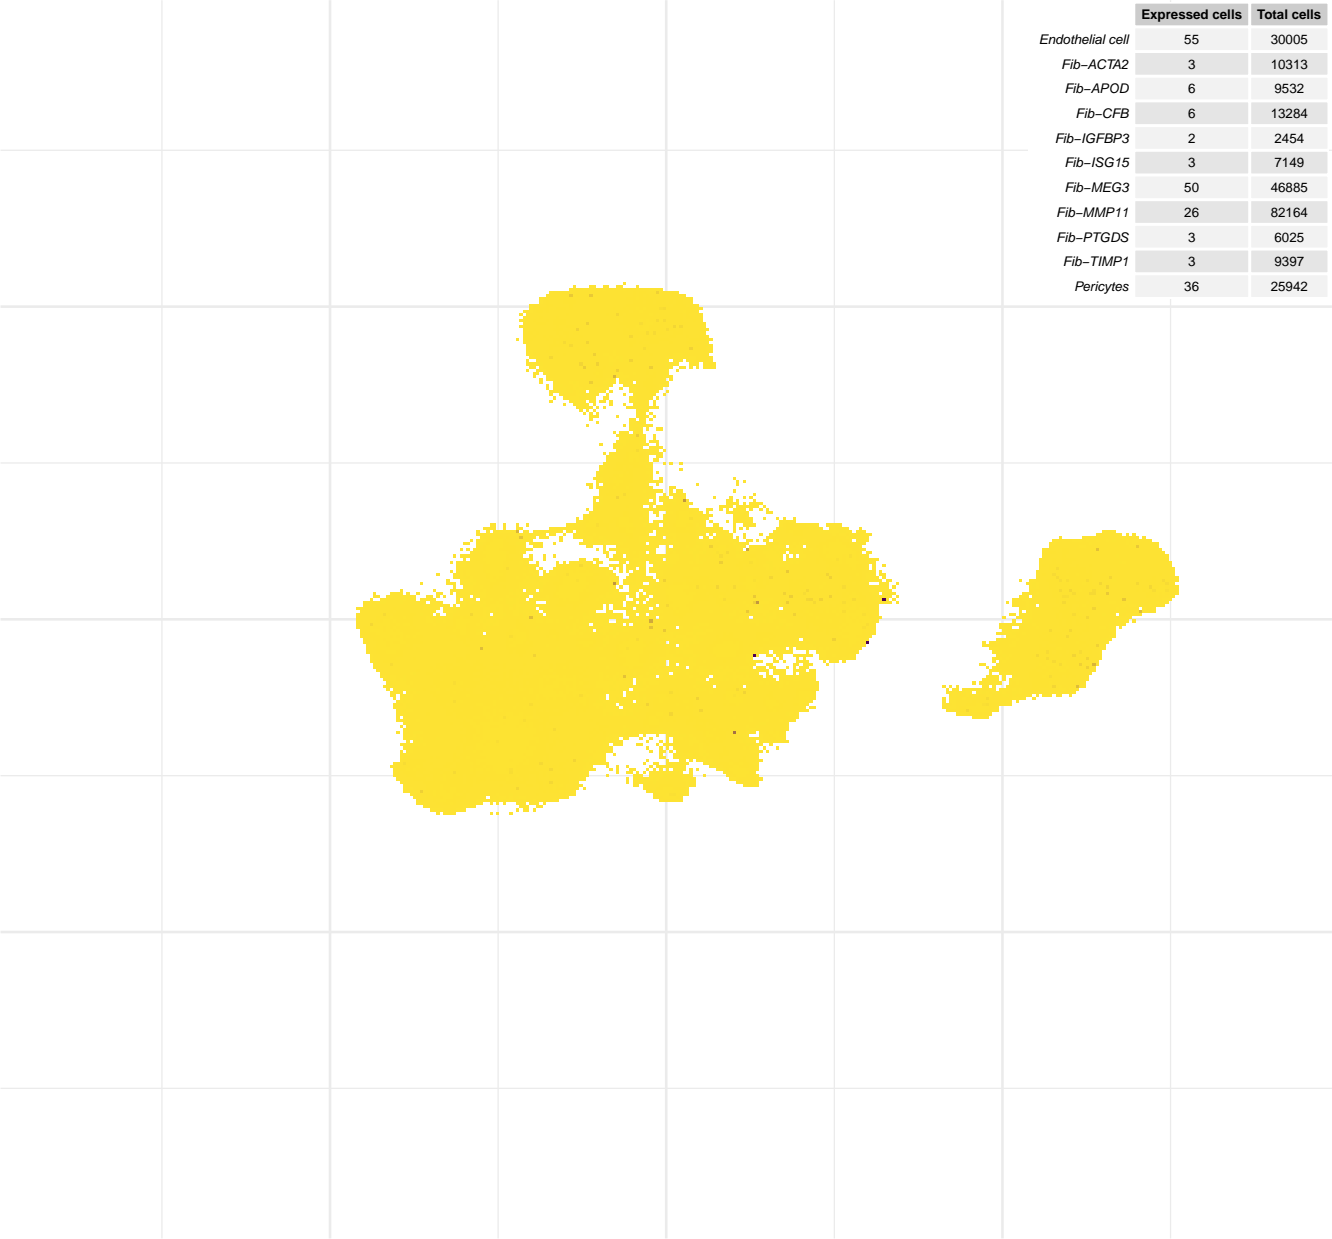 Expressed cells Total cells
Endothelial cell 55 30005
Fib−ACTA2 3 10313
Fib−APOD 6 9532
Fib−CFB 6 13284
Fib−IGFBP3 2 2454
Fib−ISG15 3 7149
Fib−MEG3 50 46885
Fib−MMP11 26 82164
Fib−PTGDS 3 6025
Fib−TIMP1 3 9397
Pericytes 36 25942